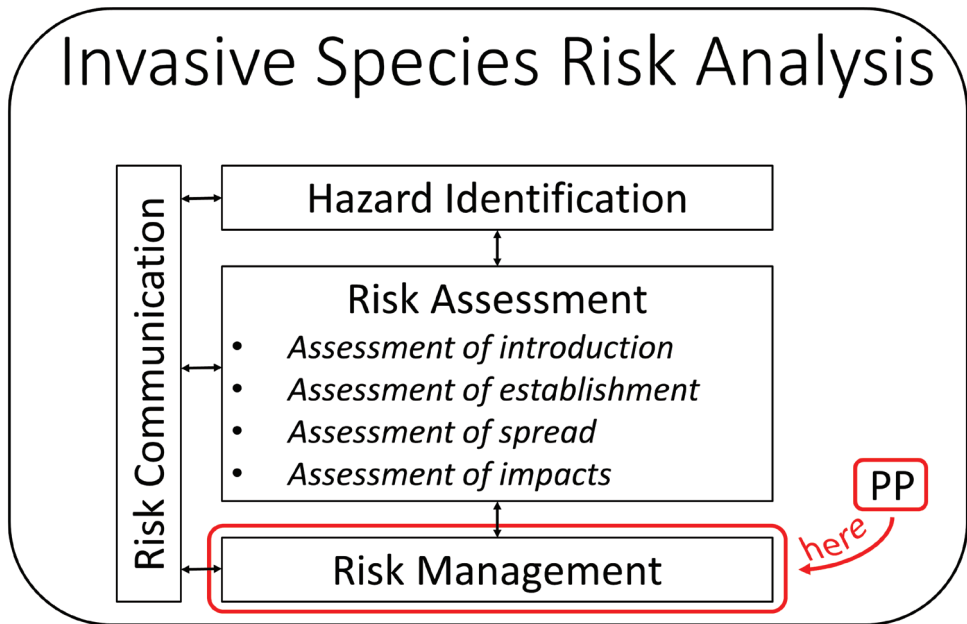 Invasive Species Risk Analysis
Risk Communication
Hazard Identification
Risk Assessment
• Assessment of introduction
• Assessment of establishment
• Assessment of spread
• Assessment of impacts
PP
here
Risk Management